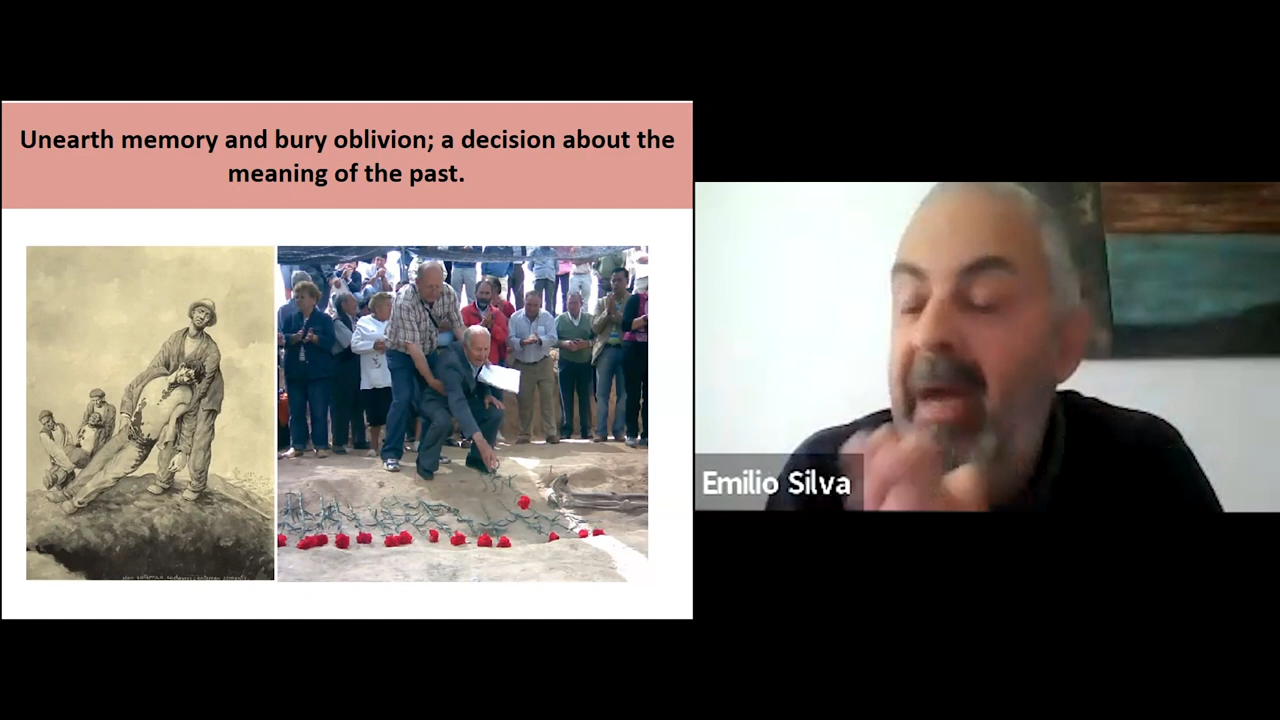 Unearth memory and bury oblivion; a decision about the
meaning of the past.
Emilio Silva